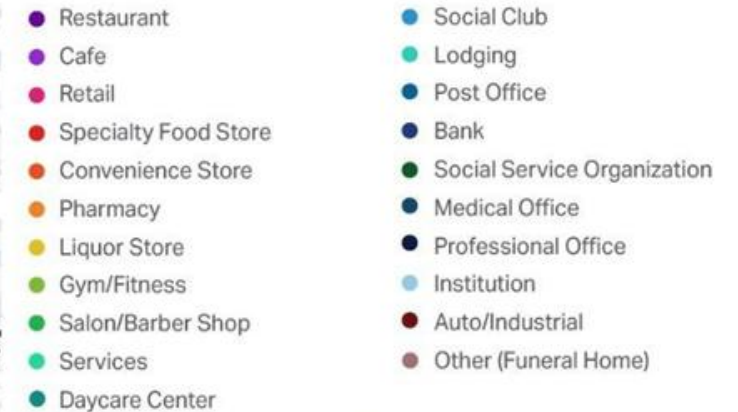 Restaurant
Cafe
Retail
Specialty Food Store
Convenience Store
Pharmacy
Liquor Store
Gym/Fitness
Salon/Barber Shop
Services
Daycare Center
Social Club
Lodging
Post Office
Bank
Social Service Organization
Medical Office
Professional Office
Institution
Auto/Industrial
Other (Funeral Home)